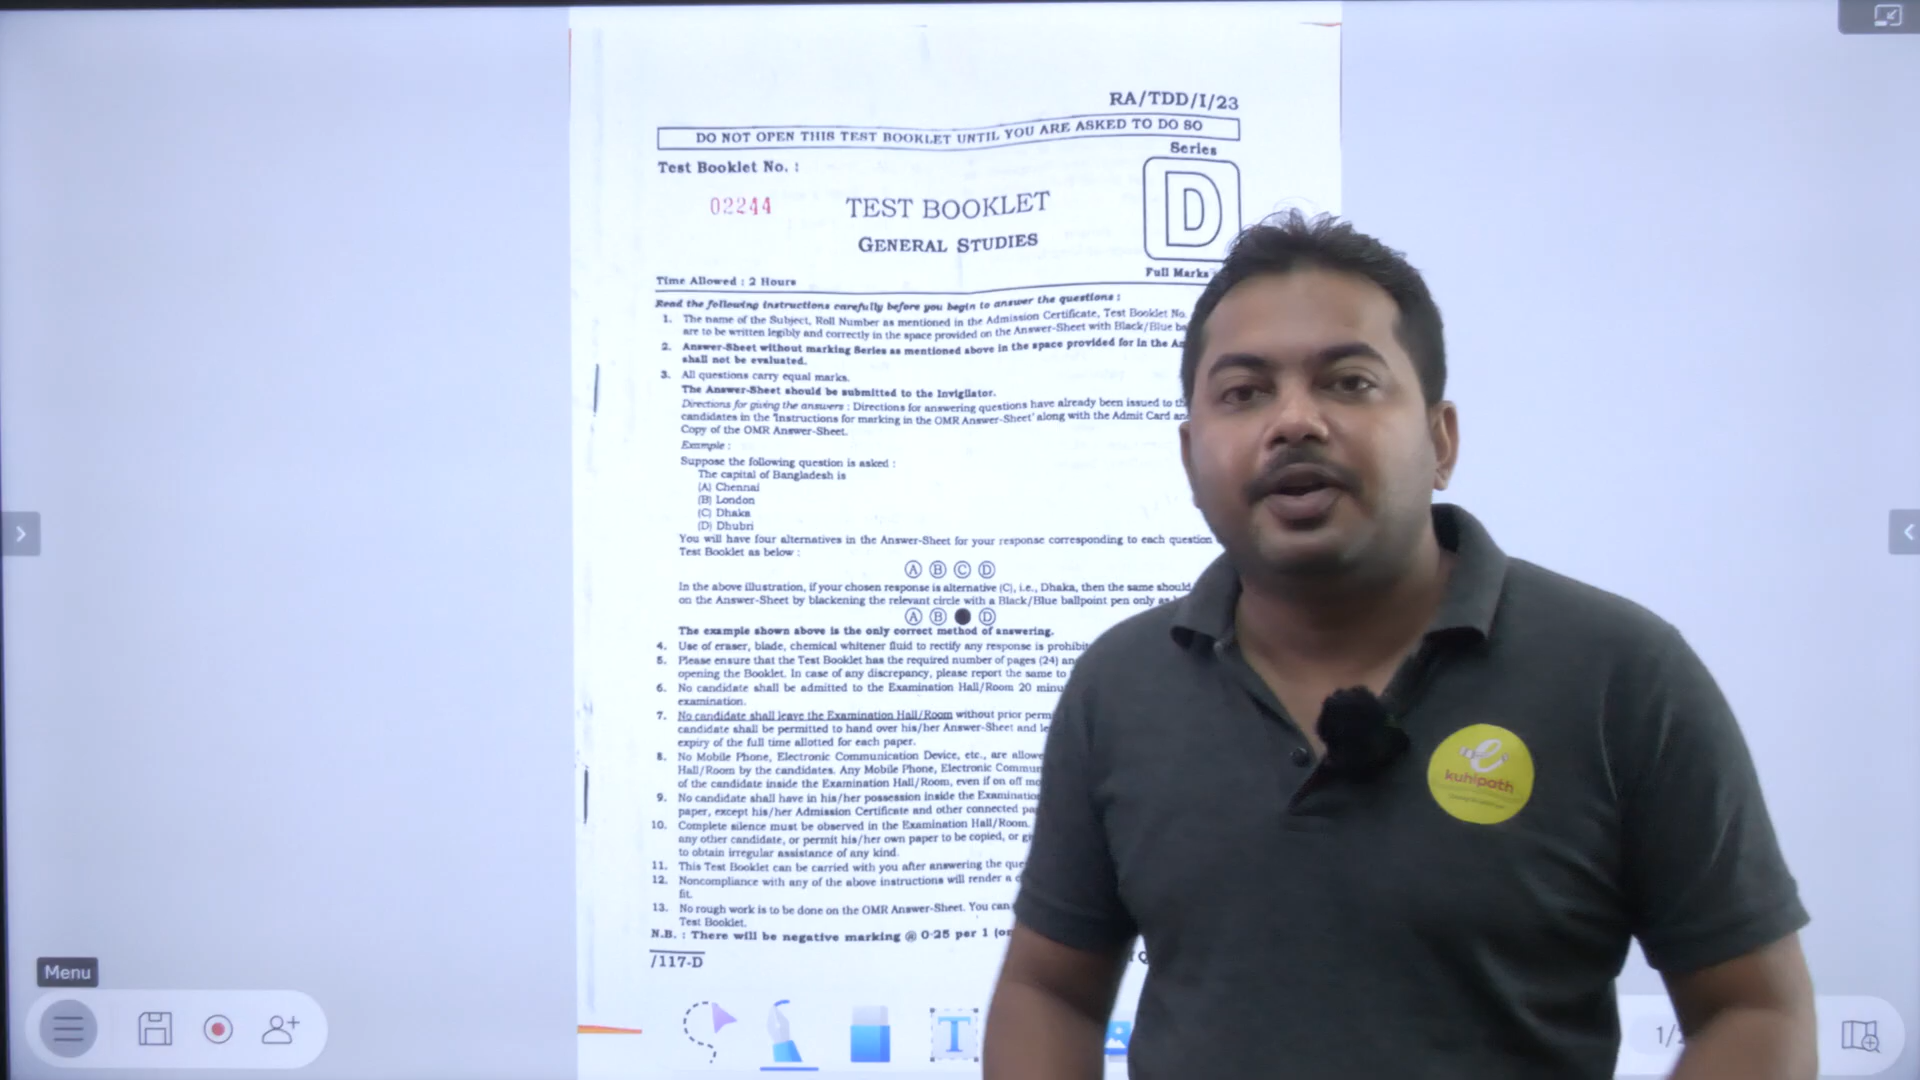 RA/TDD/I/23
DO NOT OPEN THIS TEST BOOKLET UNTIL YOU ARE ASKED TO DO SO
Series
Test Booklet No. :
D
02244
TEST BOOKLET
GENERAL STUDIES
Full Marks
Time Allowed : 2 Hours
Read the following instructions carefully before you begin to answer the questions :
1. The name of the Subject, Roll Number as mentioned in the Admission Certificate, Test Booklet No.
are to be written legibly and correctly in the space provided on the Answer-Sheet with Black/Blue
2. Answer-Sheet without marking Series as mentioned above in the space provided for in the
shall not be evaluated.
3. All questions carry equal marks.
The Answer-Sheet should be submitted to the Invigilator.
Directions for giving the answers : Directions for answering questions have already been issued to
candidates in the 'Instructions for marking in the OMR Answer-Sheet' along with the Admit Card
Copy of the OMR Answer-Sheet.
Example :
Suppose the following question is asked :
The capital of Bangladesh is
(A) Chennai
(B) London
(C) Dhaka
(D) Dhubri
You will have four alternatives in the Answer-Sheet for your response corresponding to each question
Test Booklet as below :
A B C D
In the above illustration, if your chosen response is alternative (C), i.e., Dhaka, then the same should
on the Answer-Sheet by blackening the relevant circle with a Black/Blue ballpoint pen only
A B D
The example shown above is the only correct method of answering.
4. Use of eraser, blade, chemical whitener fluid to rectify any response is
5. Please ensure that the Test Booklet has the required number of pages (24)
opening the Booklet. In case of any discrepancy, please report the same to
6. No candidate shall be admitted to the Examination Hall/Room 20
examination.
7. No candidate shall leave the Examination Hall/Room without prior
candidate shall be permitted to hand over his/her Answer-Sheet and
expiry of the full time allotted for each paper.
8. No Mobile Phone, Electronic Communication Device, etc., are
Hall/Room by the candidates. Any Mobile Phone, Electronic
of the candidate inside the Examination Hall/Room, even if on off
9. No candidate shall have in his/her possession inside the
paper, except his/her Admission Certificate and other connected
10. Complete silence must be observed in the Examination Hall/Room.
any other candidate, or permit his/her own paper to be copied, or
to obtain irregular assistance of any kind.
11. This Test Booklet can be carried with you after answering the
12. Noncompliance with any of the above instructions will render a
fit.
13. No rough work is to be done on the OMR Answer-Sheet. You can
Test Booklet.
N.B. : There will be negative marking @ 0·25 per 1
/117-D
kuhipath
Menu
T
1/